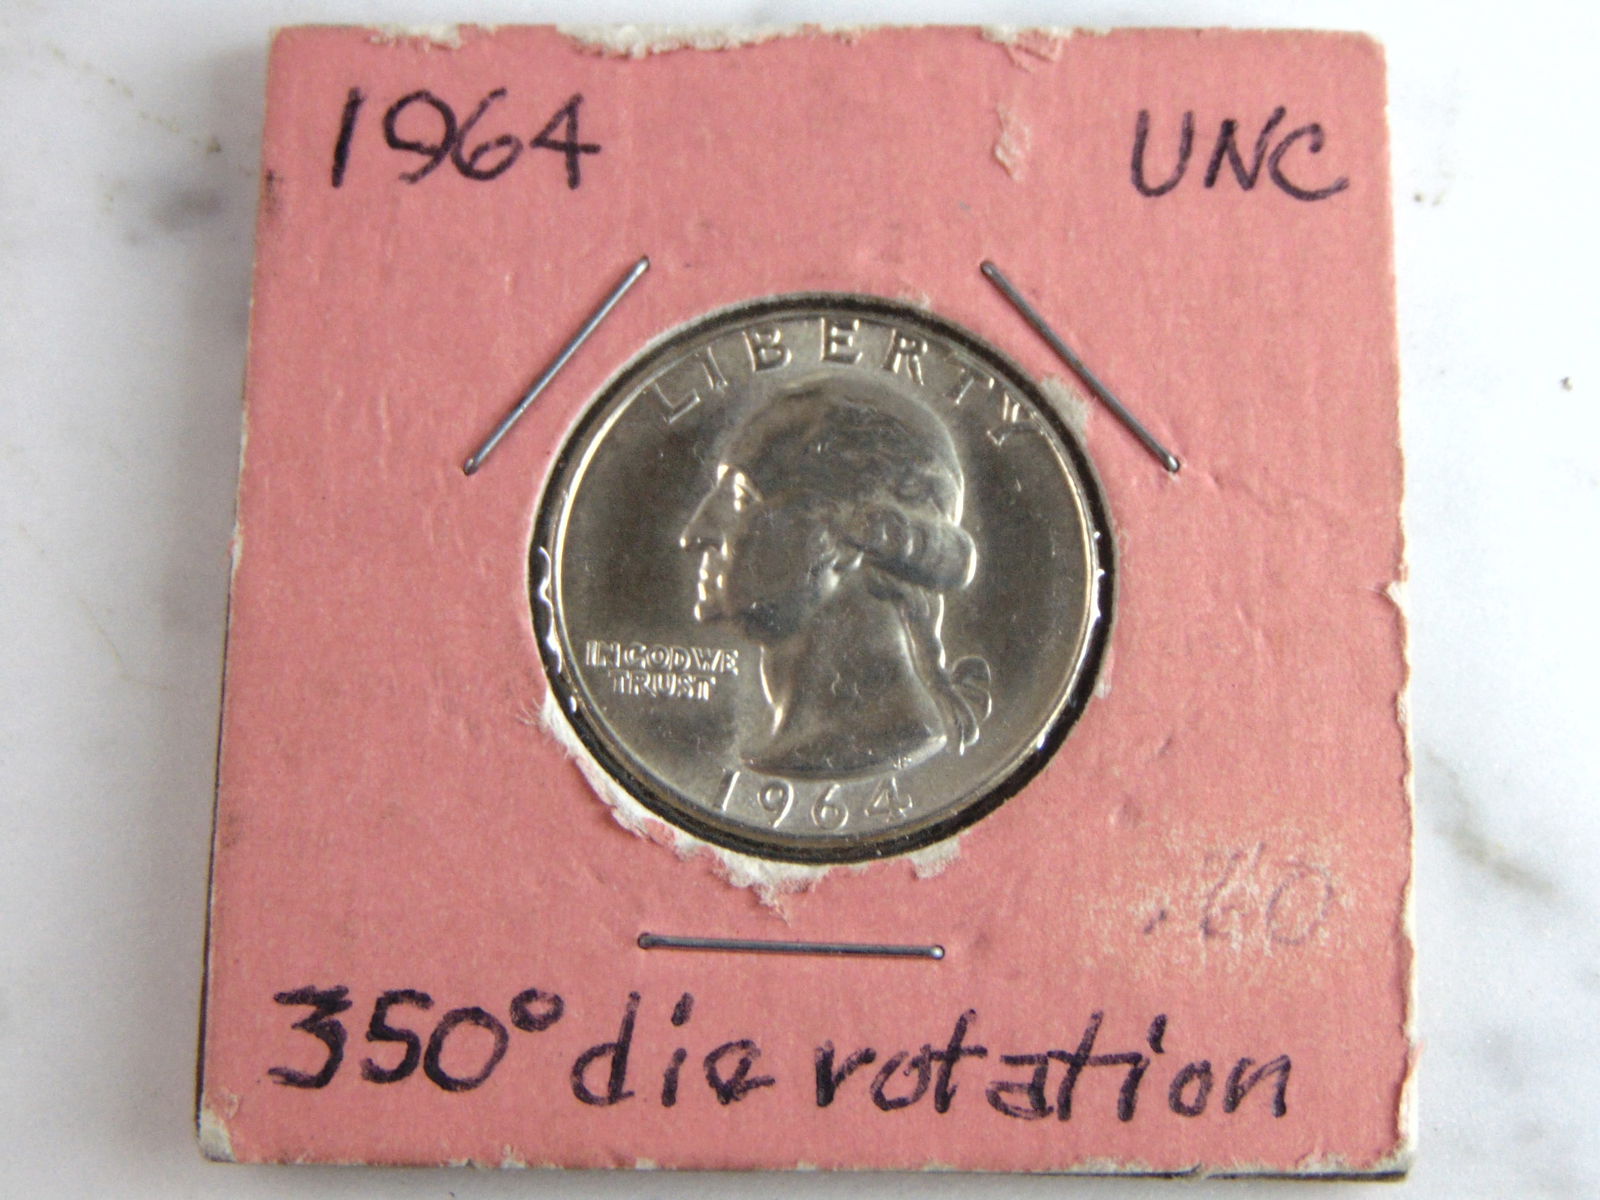 1964 UNC
LIBERTY
IN GOD WE
TRUST
1964
.60
350° die rotation